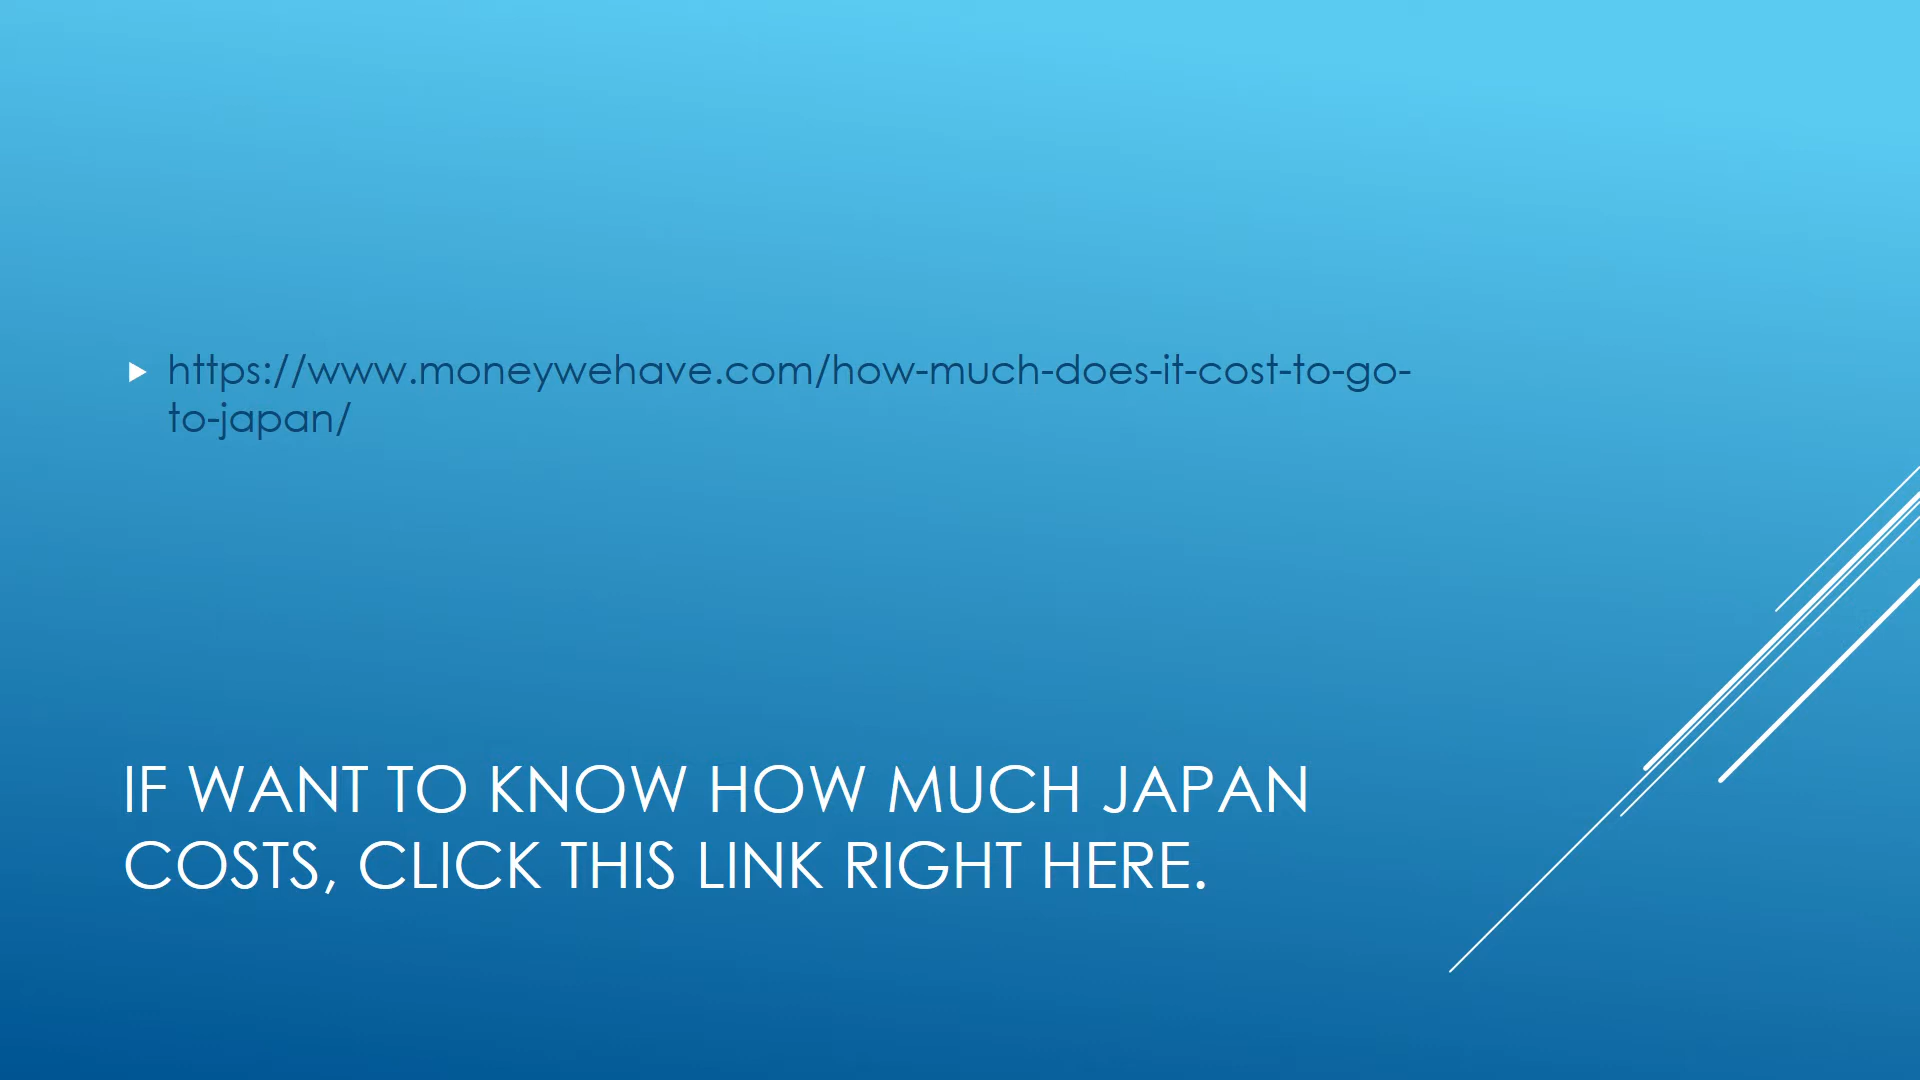 https://www.moneywehave.com/how-much-does-it-cost-to-go-
to-japan/
IF WANT TO KNOW HOW MUCH JAPAN
COSTS, CLICK THIS LINK RIGHT HERE.